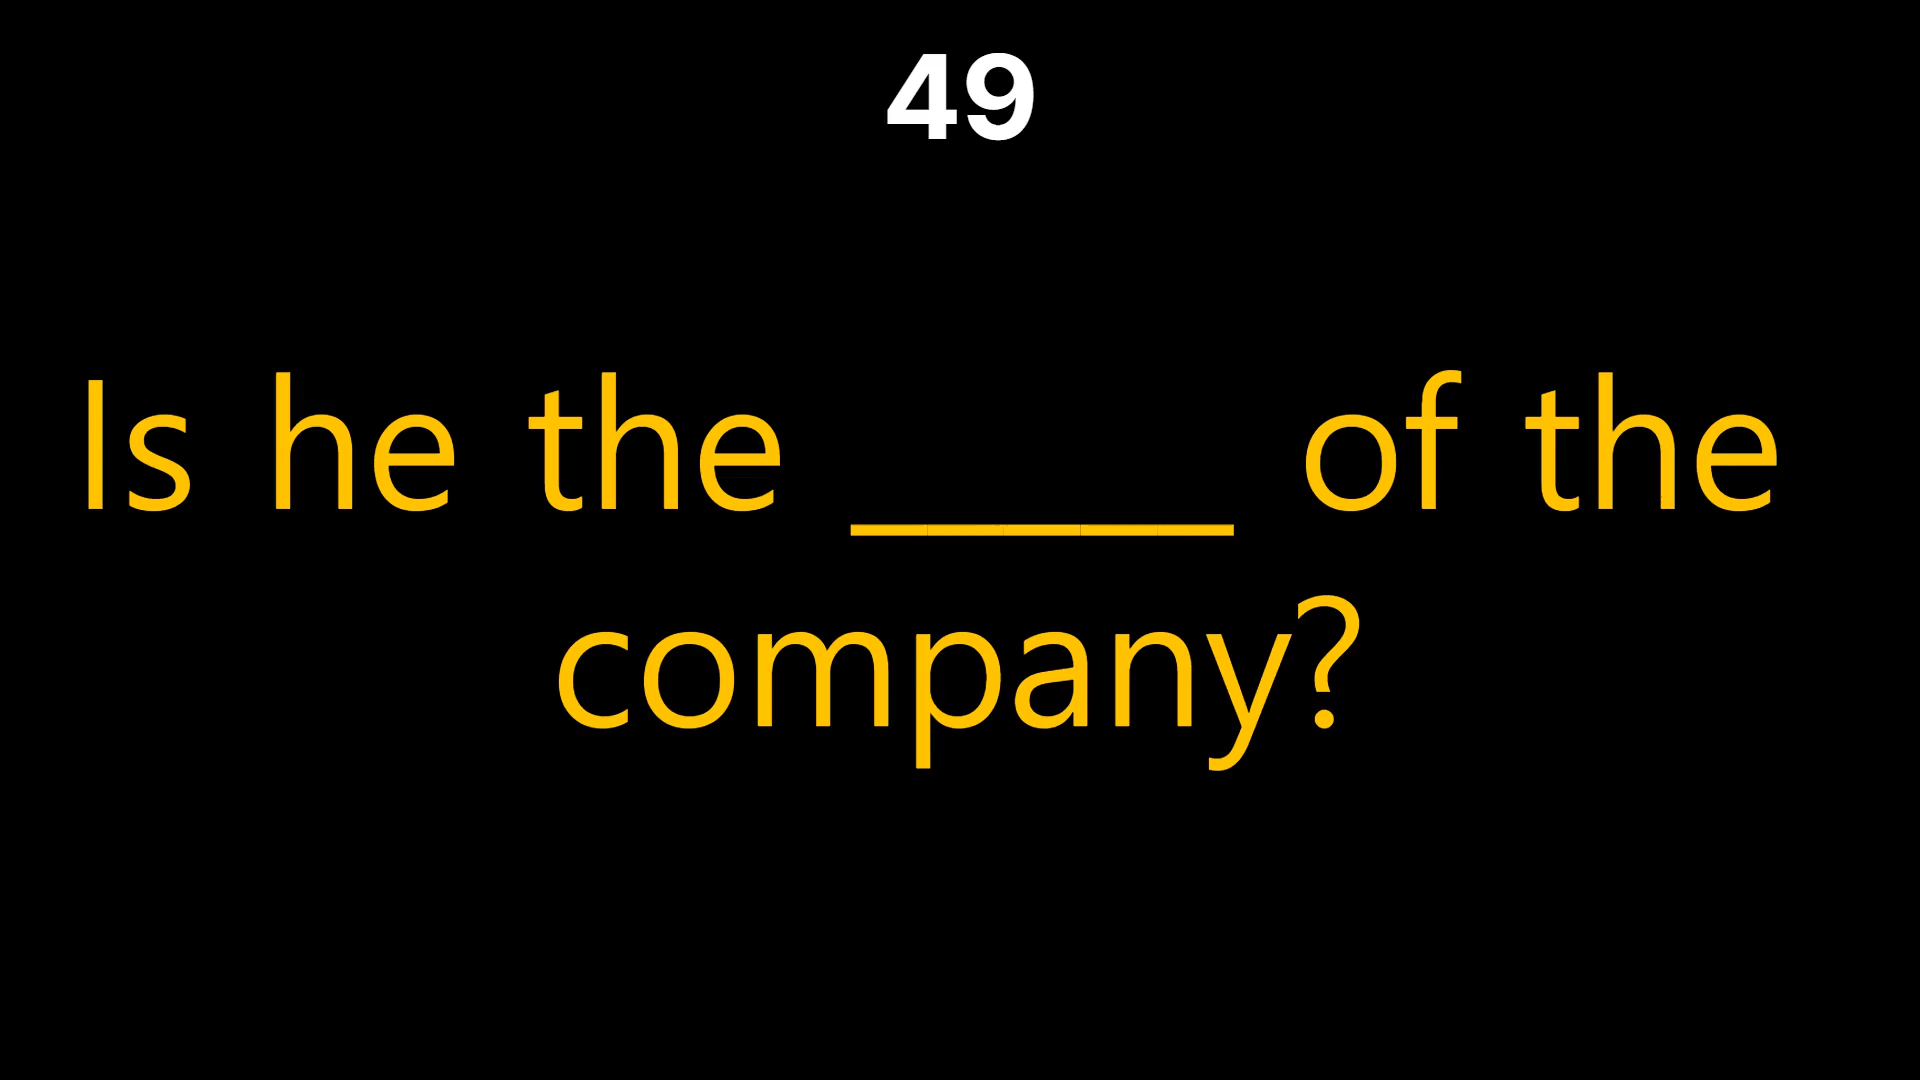 49
Is he the _____ of the
company?